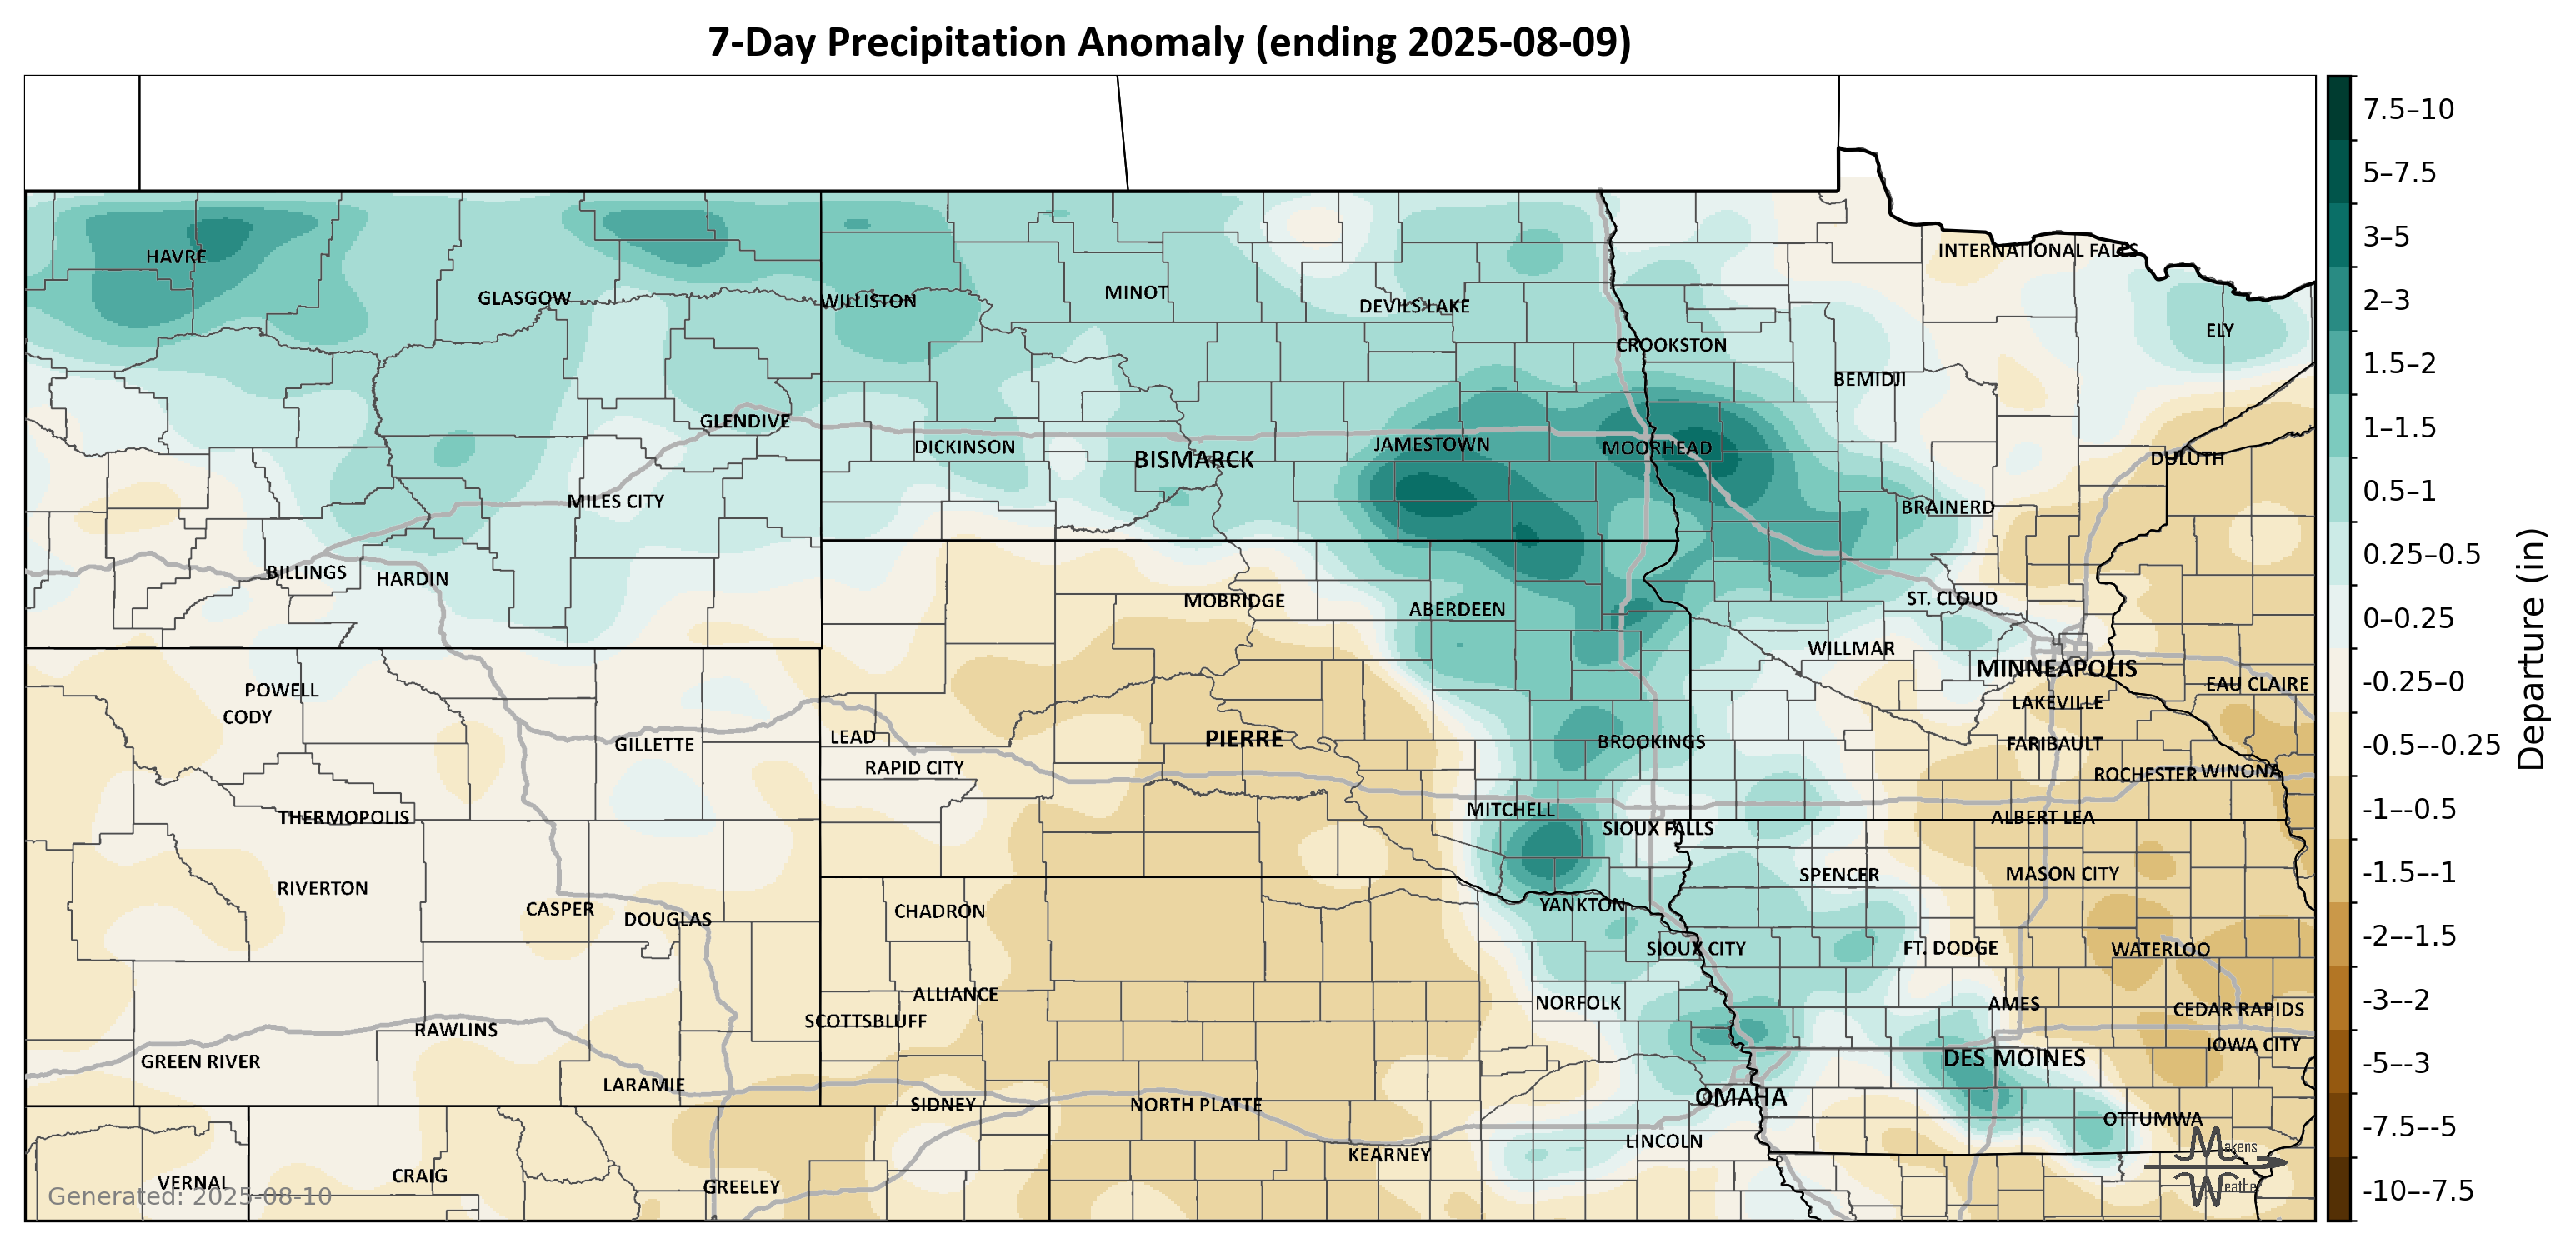 7-Day Precipitation Anomaly (ending 2025-08-09)
7.5–10
5–7.5
3–5
2–3
1.5–2
1–1.5
0.5–1
0.25–0.5
0–0.25
-0.25–0
-0.5–-0.25
-1–-0.5
-1.5–-1
-2–-1.5
-3–-2
-5–-3
-7.5–-5
-10–-7.5
Departure (in)
INTERNATIONAL FALLS
HAVRE
GLASGOW
WILLISTON
MINOT
DEVILS LAKE
ELY
CROOKSTON
BEMIDJI
GLENDIVE
DICKINSON
BISMARCK
JAMESTOWN
MOORHEAD
DULUTH
MILES CITY
BRAINERD
BILLINGS
HARDIN
MOBRIDGE
ABERDEEN
ST. CLOUD
WILLMAR
MINNEAPOLIS
EAU CLAIRE
POWELL
CODY
LAKEVILLE
GILLETTE
LEAD
PIERRE
BROOKINGS
FARIBAULT
RAPID CITY
ROCHESTER
WINONA
THERMOPOLIS
MITCHELL
SIOUX FALLS
ALBERT LEA
RIVERTON
SPENCER
MASON CITY
CASPER
DOUGLAS
CHADRON
YANKTON
SIOUX CITY
FT. DODGE
WATERLOO
ALLIANCE
NORFOLK
AMES
CEDAR RAPIDS
SCOTTSBLUFF
RAWLINS
IOWA CITY
GREEN RIVER
DES MOINES
LARAMIE
OMAHA
SIDNEY
NORTH PLATTE
OTTUMWA
LINCOLN
KEARNEY
VERNAL
CRAIG
GREELEY
Generated: 2025-08-10
Makens
Weather